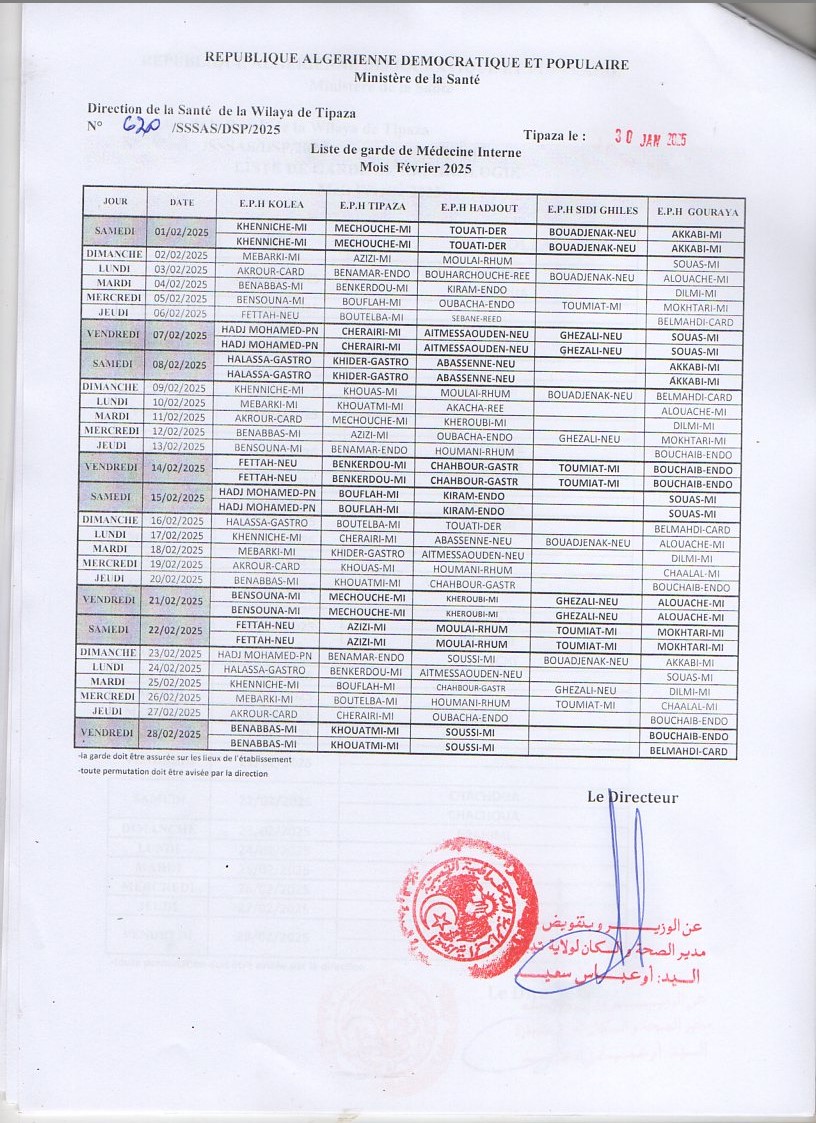 REPUBLIQUE ALGERIENNE DEMOCRATIQUE ET POPULAIRE
Ministère de la Santé
Direction de la Santé de la Wilaya de Tipaza
N° 620 /SSSAS/DSP/2025
Tipaza le : 30 JAN 2025
Liste de garde de Médecine Interne
Mois Février 2025
JOUR DATE E.P.H KOLEA E.P.H TIPAZA E.P.H HADJOUT E.P.H SIDI GHILES E.P.H GOURAYA
SAMEDI 01/02/2025 KHENNICHE-MI MECHOUCHE-MI TOUATI-DER BOUADJENAK-NEU AKKABI-MI
KHENNICHE-MI MECHOUCHE-MI TOUATI-DER BOUADJENAK-NEU AKKABI-MI
DIMANCHE 02/02/2025 MEBARKI-MI AZIZI-MI MOULAI-RHUM SOUAS-MI
LUNDI 03/02/2025 AKROUR-CARD BENAMAR-ENDO BOUHARCHOUCHE-REE BOUADJENAK-NEU ALOUACHE-MI
MARDI 04/02/2025 BENABBAS-MI BENKERDOU-MI KIRAM-ENDO DILMI-MI
MERCREDI 05/02/2025 BENSOUNA-MI BOUFLAH-MI OUBACHA-ENDO TOUMIAT-MI MOKHTARI-MI
JEUDI 06/02/2025 FETTAH-NEU BOUTELBA-MI SEBANE-REED BELMAHDI-CARD
VENDREDI 07/02/2025 HADJ MOHAMED-PN CHERAIRI-MI AITMESSAOUDEN-NEU GHEZALI-NEU SOUAS-MI
HADJ MOHAMED-PN CHERAIRI-MI AITMESSAOUDEN-NEU GHEZALI-NEU SOUAS-MI
SAMEDI 08/02/2025 HALASSA-GASTRO KHIDER-GASTRO ABASSENNE-NEU AKKABI-MI
HALASSA-GASTRO KHIDER-GASTRO ABASSENNE-NEU AKKABI-MI
DIMANCHE 09/02/2025 KHENNICHE-MI KHOUAS-MI MOULAI-RHUM BOUADJENAK-NEU BELMAHDI-CARD
LUNDI 10/02/2025 MEBARKI-MI KHOUATMI-MI AKACHA-REE ALOUACHE-MI
MARDI 11/02/2025 AKROUR-CARD MECHOUCHE-MI KHEROUBI-MI DILMI-MI
MERCREDI 12/02/2025 BENABBAS-MI AZIZI-MI OUBACHA-ENDO GHEZALI-NEU MOKHTARI-MI
JEUDI 13/02/2025 BENSOUNA-MI BENAMAR-ENDO HOUMANI-RHUM BOUCHAIB-ENDO
VENDREDI 14/02/2025 FETTAH-NEU BENKERDOU-MI CHAHBOUR-GASTR TOUMIAT-MI BOUCHAIB-ENDO
FETTAH-NEU BENKERDOU-MI CHAHBOUR-GASTR TOUMIAT-MI BOUCHAIB-ENDO
SAMEDI 15/02/2025 HADJ MOHAMED-PN BOUFLAH-MI KIRAM-ENDO SOUAS-MI
HADJ MOHAMED-PN BOUFLAH-MI KIRAM-ENDO SOUAS-MI
DIMANCHE 16/02/2025 HALASSA-GASTRO BOUTELBA-MI TOUATI-DER BELMAHDI-CARD
LUNDI 17/02/2025 KHENNICHE-MI CHERAIRI-MI ABASSENNE-NEU BOUADJENAK-NEU ALOUACHE-MI
MARDI 18/02/2025 MEBARKI-MI KHIDER-GASTRO AITMESSAOUDEN-NEU DILMI-MI
MERCREDI 19/02/2025 AKROUR-CARD KHOUAS-MI HOUMANI-RHUM CHAALAL-MI
JEUDI 20/02/2025 BENABBAS-MI KHOUATMI-MI CHAHBOUR-GASTR BOUCHAIB-ENDO
VENDREDI 21/02/2025 BENSOUNA-MI MECHOUCHE-MI KHEROUBI-MI GHEZALI-NEU ALOUACHE-MI
BENSOUNA-MI MECHOUCHE-MI KHEROUBI-MI GHEZALI-NEU ALOUACHE-MI
SAMEDI 22/02/2025 FETTAH-NEU AZIZI-MI MOULAI-RHUM TOUMIAT-MI MOKHTARI-MI
FETTAH-NEU AZIZI-MI MOULAI-RHUM TOUMIAT-MI MOKHTARI-MI
DIMANCHE 23/02/2025 HADJ MOHAMED-PN BENAMAR-ENDO SOUSSI-MI BOUADJENAK-NEU AKKABI-MI
LUNDI 24/02/2025 HALASSA-GASTRO BENKERDOU-MI AITMESSAOUDEN-NEU SOUAS-MI
MARDI 25/02/2025 KHENNICHE-MI BOUFLAH-MI CHAHBOUR-GASTR GHEZALI-NEU DILMI-MI
MERCREDI 26/02/2025 MEBARKI-MI BOUTELBA-MI HOUMANI-RHUM TOUMIAT-MI CHAALAL-MI
JEUDI 27/02/2025 AKROUR-CARD CHERAIRI-MI OUBACHA-ENDO BOUCHAIB-ENDO
VENDREDI 28/02/2025 BENABBAS-MI KHOUATMI-MI SOUSSI-MI BOUCHAIB-ENDO
BENABBAS-MI KHOUATMI-MI SOUSSI-MI BELMAHDI-CARD
-la garde doit être assurée sur les lieux de l'établissement
-toute permutation doit être avisée par la direction
Le Directeur
عن الوزيـــر و بتفويض
مدير الصحة و السكان لولاية
السيد: أوعبـــاس سعيـــد